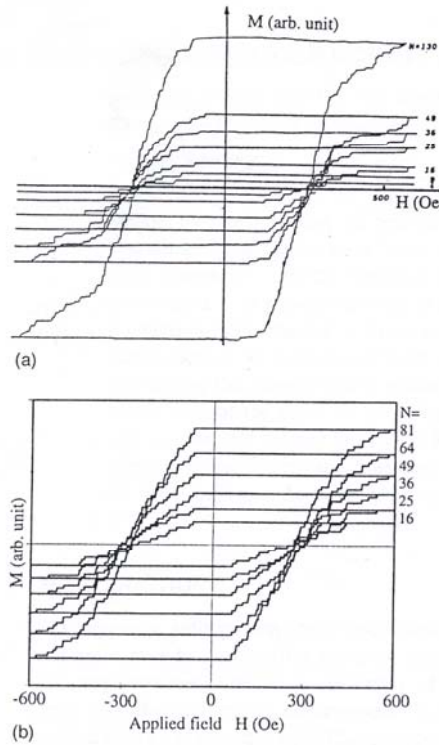 M (arb. unit)
N=130
49
36
25
16
500
H (Oe)
(a)
N=
81
64
49
36
25
16
M (arb. unit)
-600
-300
0
300
600
Applied field H (Oe)
(b)